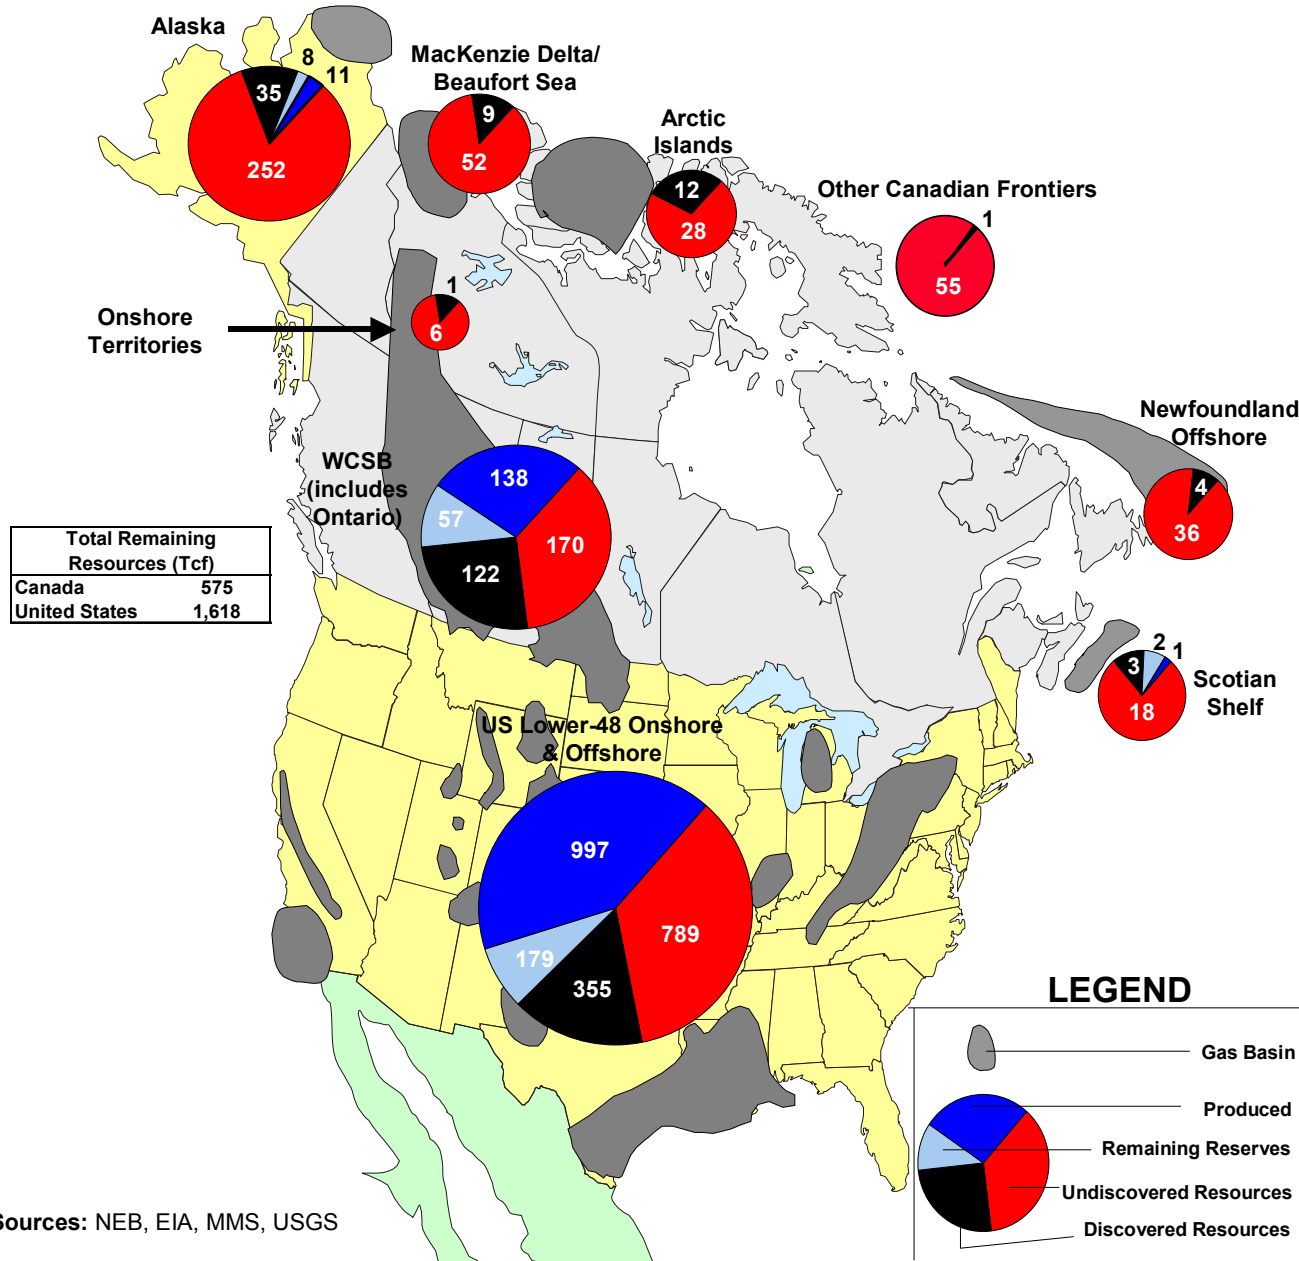 Alaska
35
8
11
252
MacKenzie Delta/
Beaufort Sea
9
52
Arctic
Islands
12
28
Other Canadian Frontiers
1
55
Onshore
Territories
1
6
Newfoundland
Offshore
4
36
WCSB
(includes
Ontario)
138
57
170
122
Total Remaining
Resources (Tcf)
Canada 575
United States 1,618
2
1
3
18
Scotian
Shelf
US Lower-48 Onshore
& Offshore
997
789
179
355
LEGEND
Gas Basin
Produced
Remaining Reserves
Undiscovered Resources
Discovered Resources
Sources: NEB, EIA, MMS, USGS